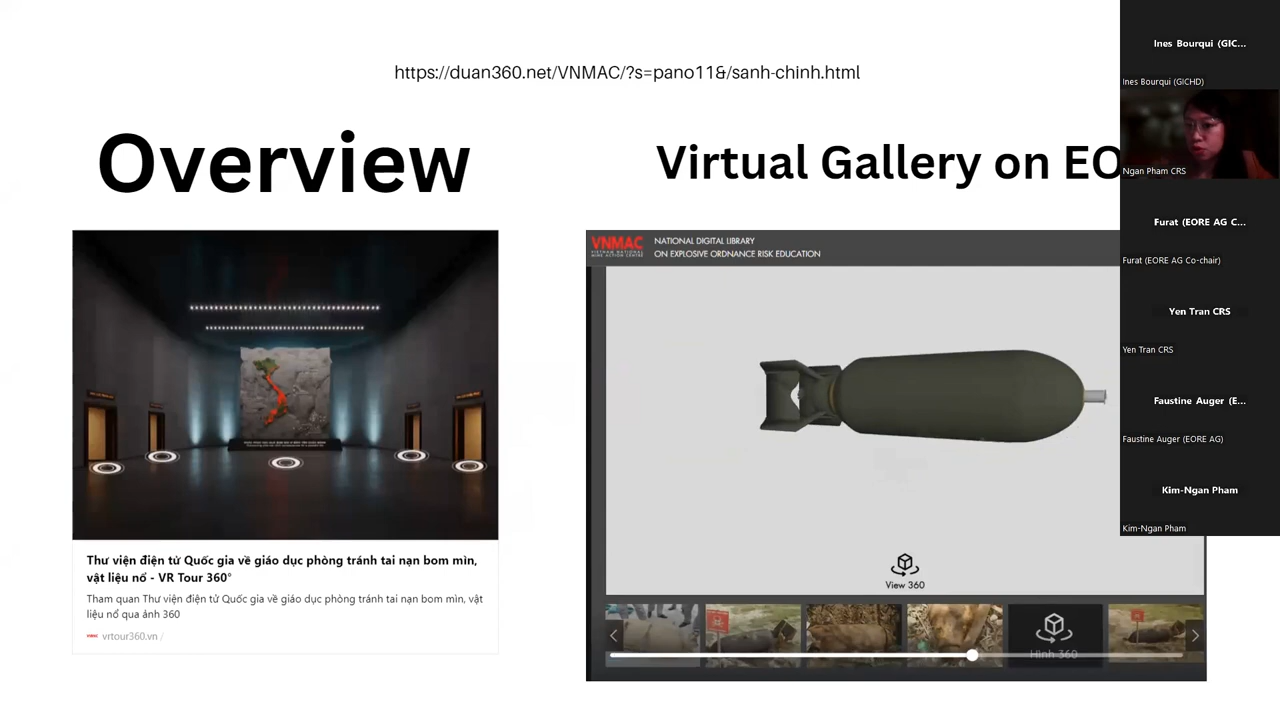 https://duan360.net/VNMAC/?s=pano11&/sanh-chinh.html
Overview
Virtual Gallery on EO
Thư viện điện tử Quốc gia về giáo dục phòng tránh tai nạn bom mìn,
vật liệu nổ - VR Tour 360°
Tham quan Thư viện điện tử Quốc gia về giáo dục phòng tránh tai nạn bom mìn, vật
liệu nổ qua ảnh 360
vrtour360.vn /
VNMAC
VIETNAM NATIONAL
MINE ACTION CENTRE
NATIONAL DIGITAL LIBRARY
ON EXPLOSIVE ORDNANCE RISK EDUCATION
View 360
Hình 360
Ines Bourqui (GIC...
Ines Bourqui (GICHD)
Ngan Pham CRS
Furat (EORE AG C...
Furat (EORE AG Co-chair)
Yen Tran CRS
Yen Tran CRS
Faustine Auger (E...
Faustine Auger (EORE AG)
Kim-Ngan Pham
Kim-Ngan Pham